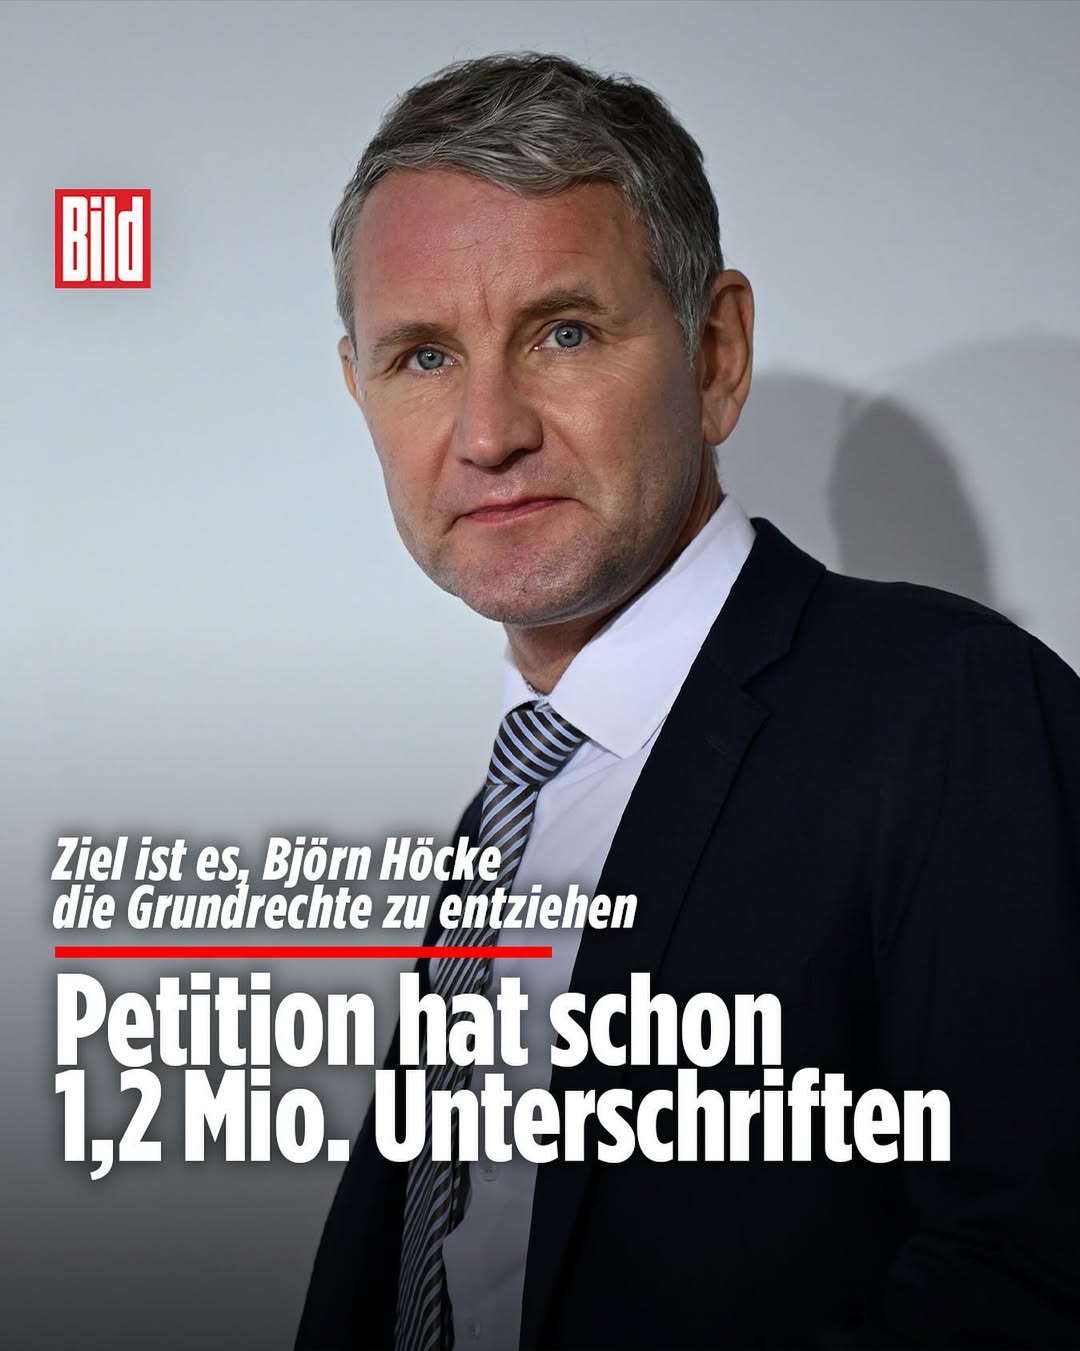 Bild
Ziel ist es, Björn Höcke
die Grundrechte zu entziehen
Petition hat schon
1,2 Mio. Unterschriften